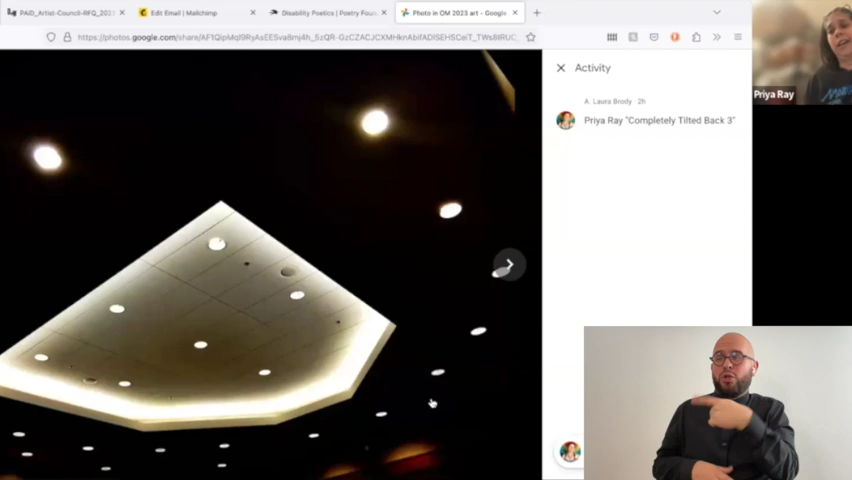 PAiD_Artist-Council-RFQ_202
Edit Email | Mailchimp
Disability Poetics | Poetry Foun
Photo in OM 2023 art - Google
Activity
A. Laura Brody · 2h
Priya Ray "Completely Tilted Back 3"
Priya Ray